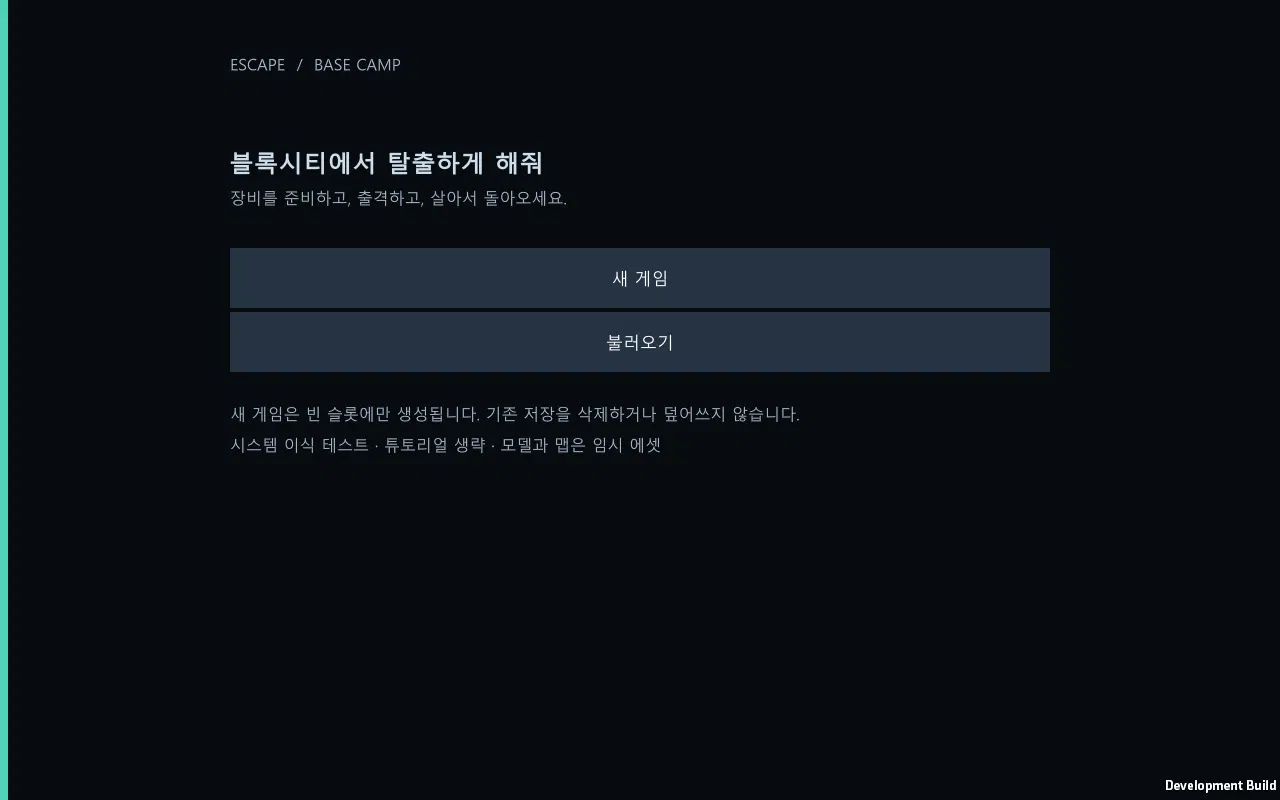 ESCAPE / BASE CAMP
블록시티에서 탈출하게 해줘
장비를 준비하고, 출격하고, 살아서 돌아오세요.
새 게임
불러오기
새 게임은 빈 슬롯에만 생성됩니다. 기존 저장을 삭제하거나 덮어쓰지 않습니다.
시스템 이식 테스트 · 튜토리얼 생략 · 모델과 맵은 임시 에셋
Development Build